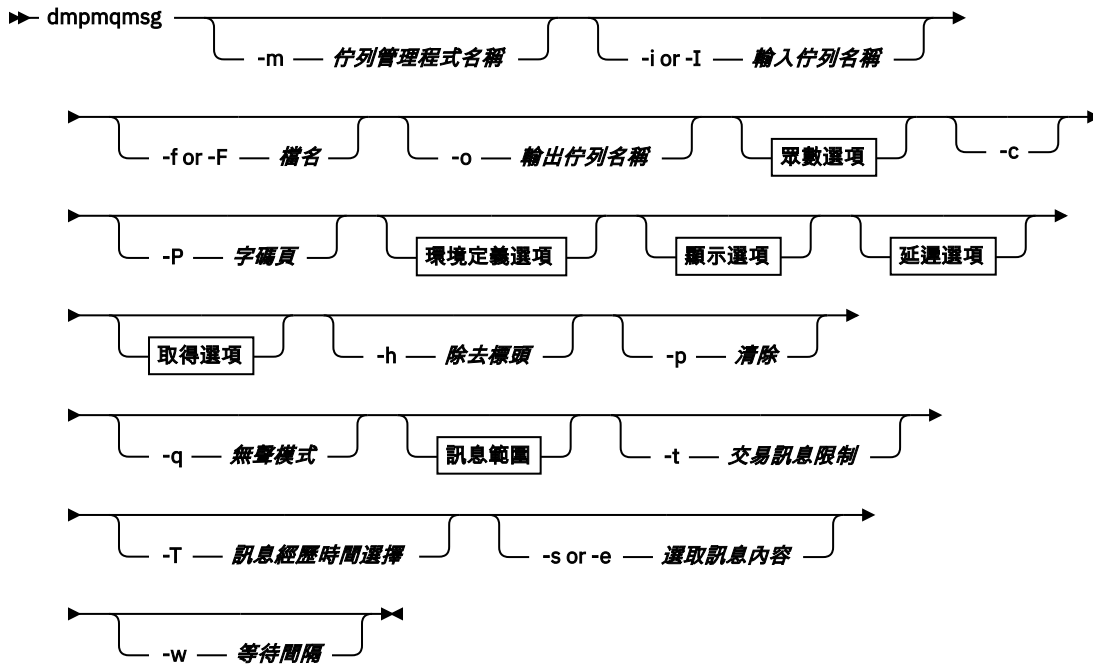 dmpmqmsg
-m 佇列管理程式名稱 -i or -I 輸入佇列名稱
-f or -F 檔名 -o 輸出佇列名稱 眾數選項 -c
-P 字碼頁 環境定義選項 顯示選項 延遲選項
取得選項 -h 除去標頭 -p 清除
-q 無聲模式 訊息範圍 -t 交易訊息限制
-T 訊息經歷時間選擇 -s or -e 選取訊息內容
-w 等待間隔